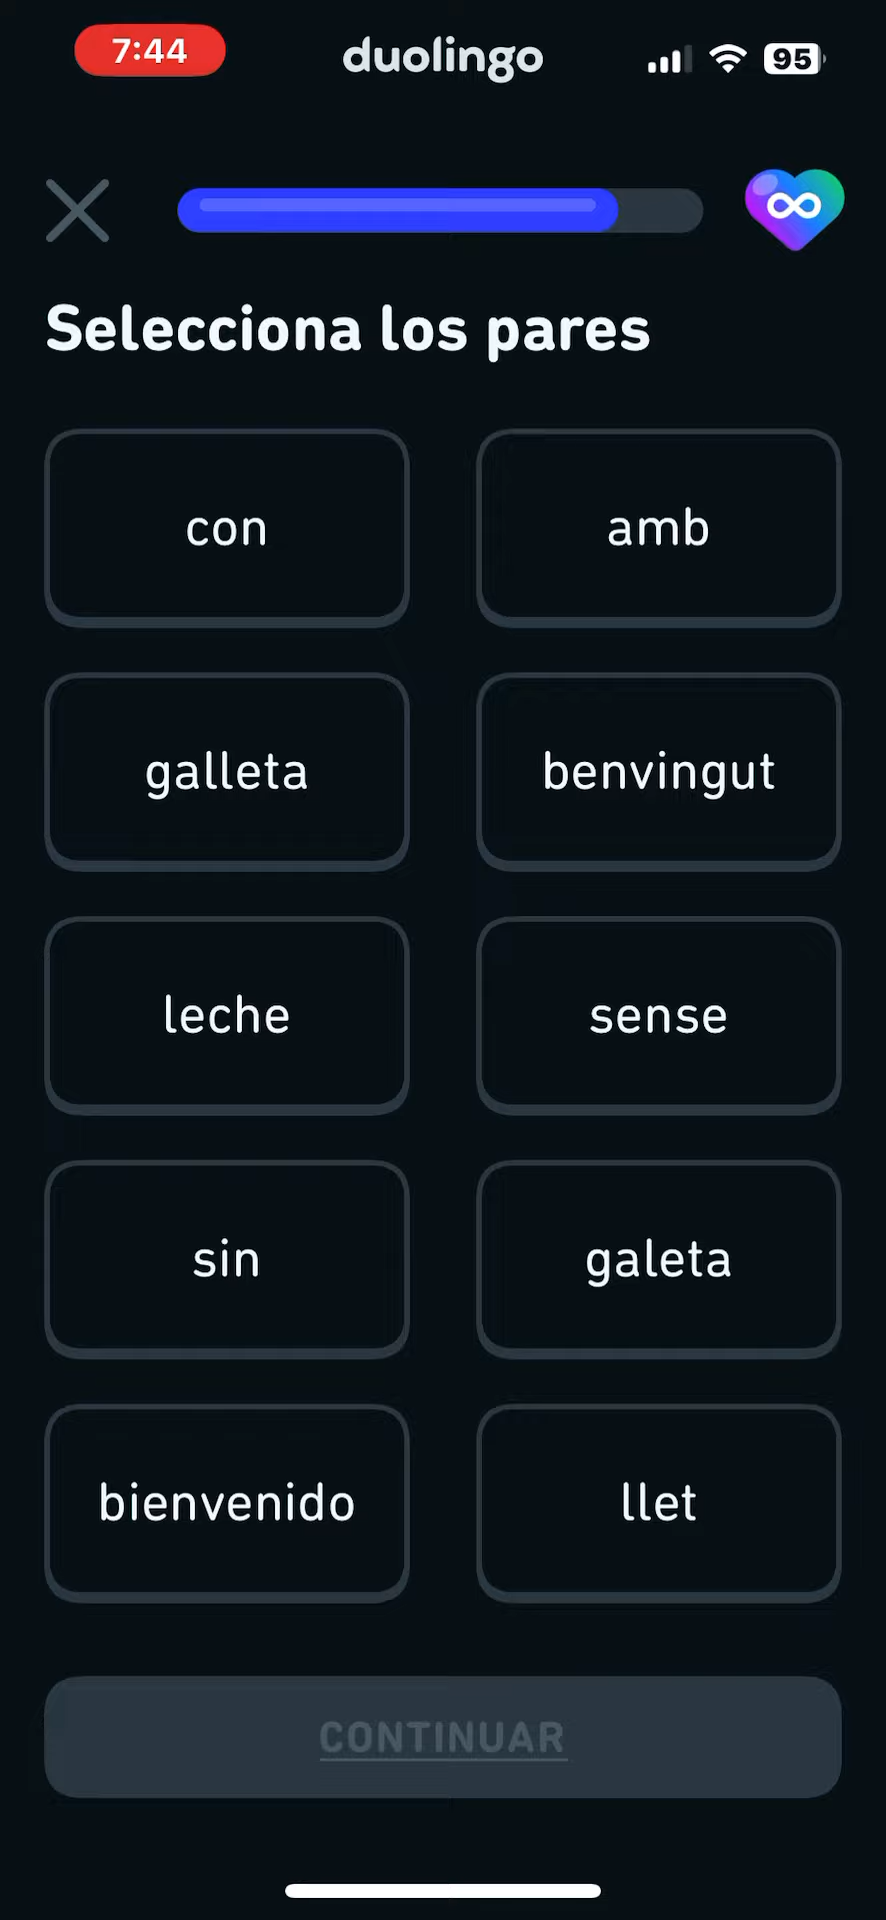 7:44 duolingo 95
Selecciona los pares
con amb
galleta benvingut
leche sense
sin galeta
bienvenido llet
CONTINUAR